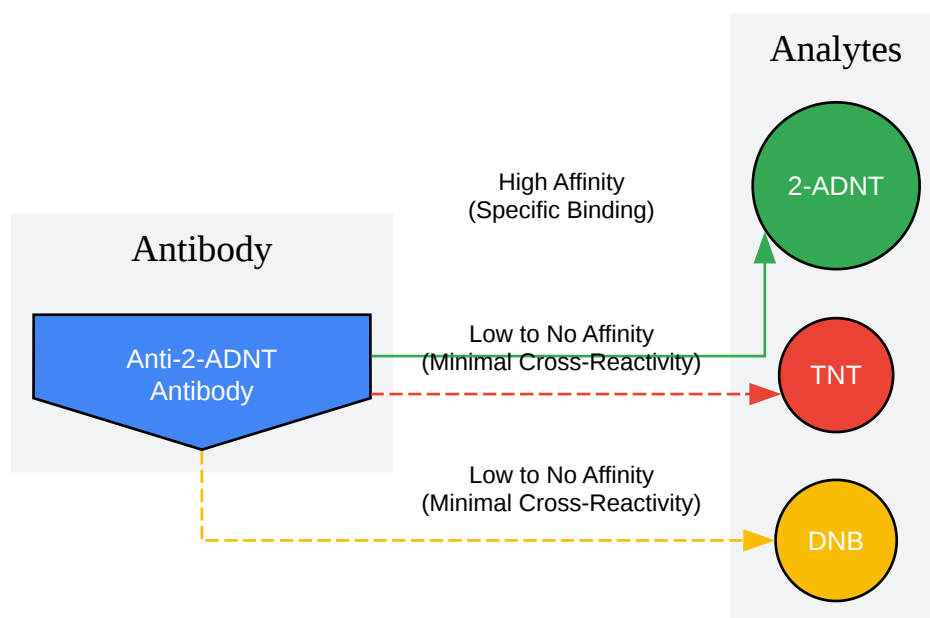 Analytes
High Affinity
(Specific Binding)
2-ADNT
Antibody
Anti-2-ADNT
Antibody
Low to No Affinity
(Minimal Cross-Reactivity)
TNT
Low to No Affinity
(Minimal Cross-Reactivity)
DNB